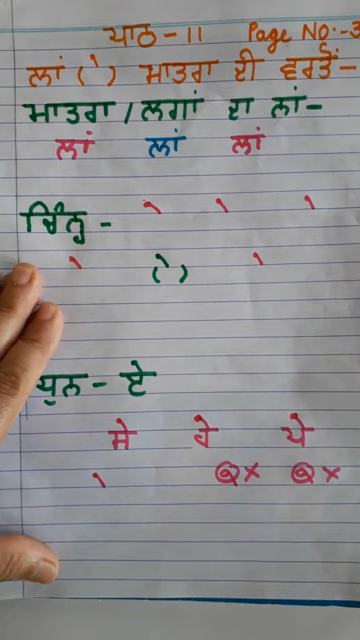 ਪਾਠ - 11 Page No:- 3
ਲਾਂ (ੇ) ਮਾਤਰਾ ਦੀ ਵਰਤੋਂ -
ਮਾਤਰਾ / ਲਗਾਂ ਦਾ ਨਾਂ -
ਲਾਂ ਲਾਂ ਲਾਂ
ਚਿੰਨ੍ਹ - ੇ ੇ ੇ
ੇ (ੇ) ੇ
ਧੁਨ - ਏ
ਸੇ ਹੇ ਪੇ
ੇ ੳ× ੳ×